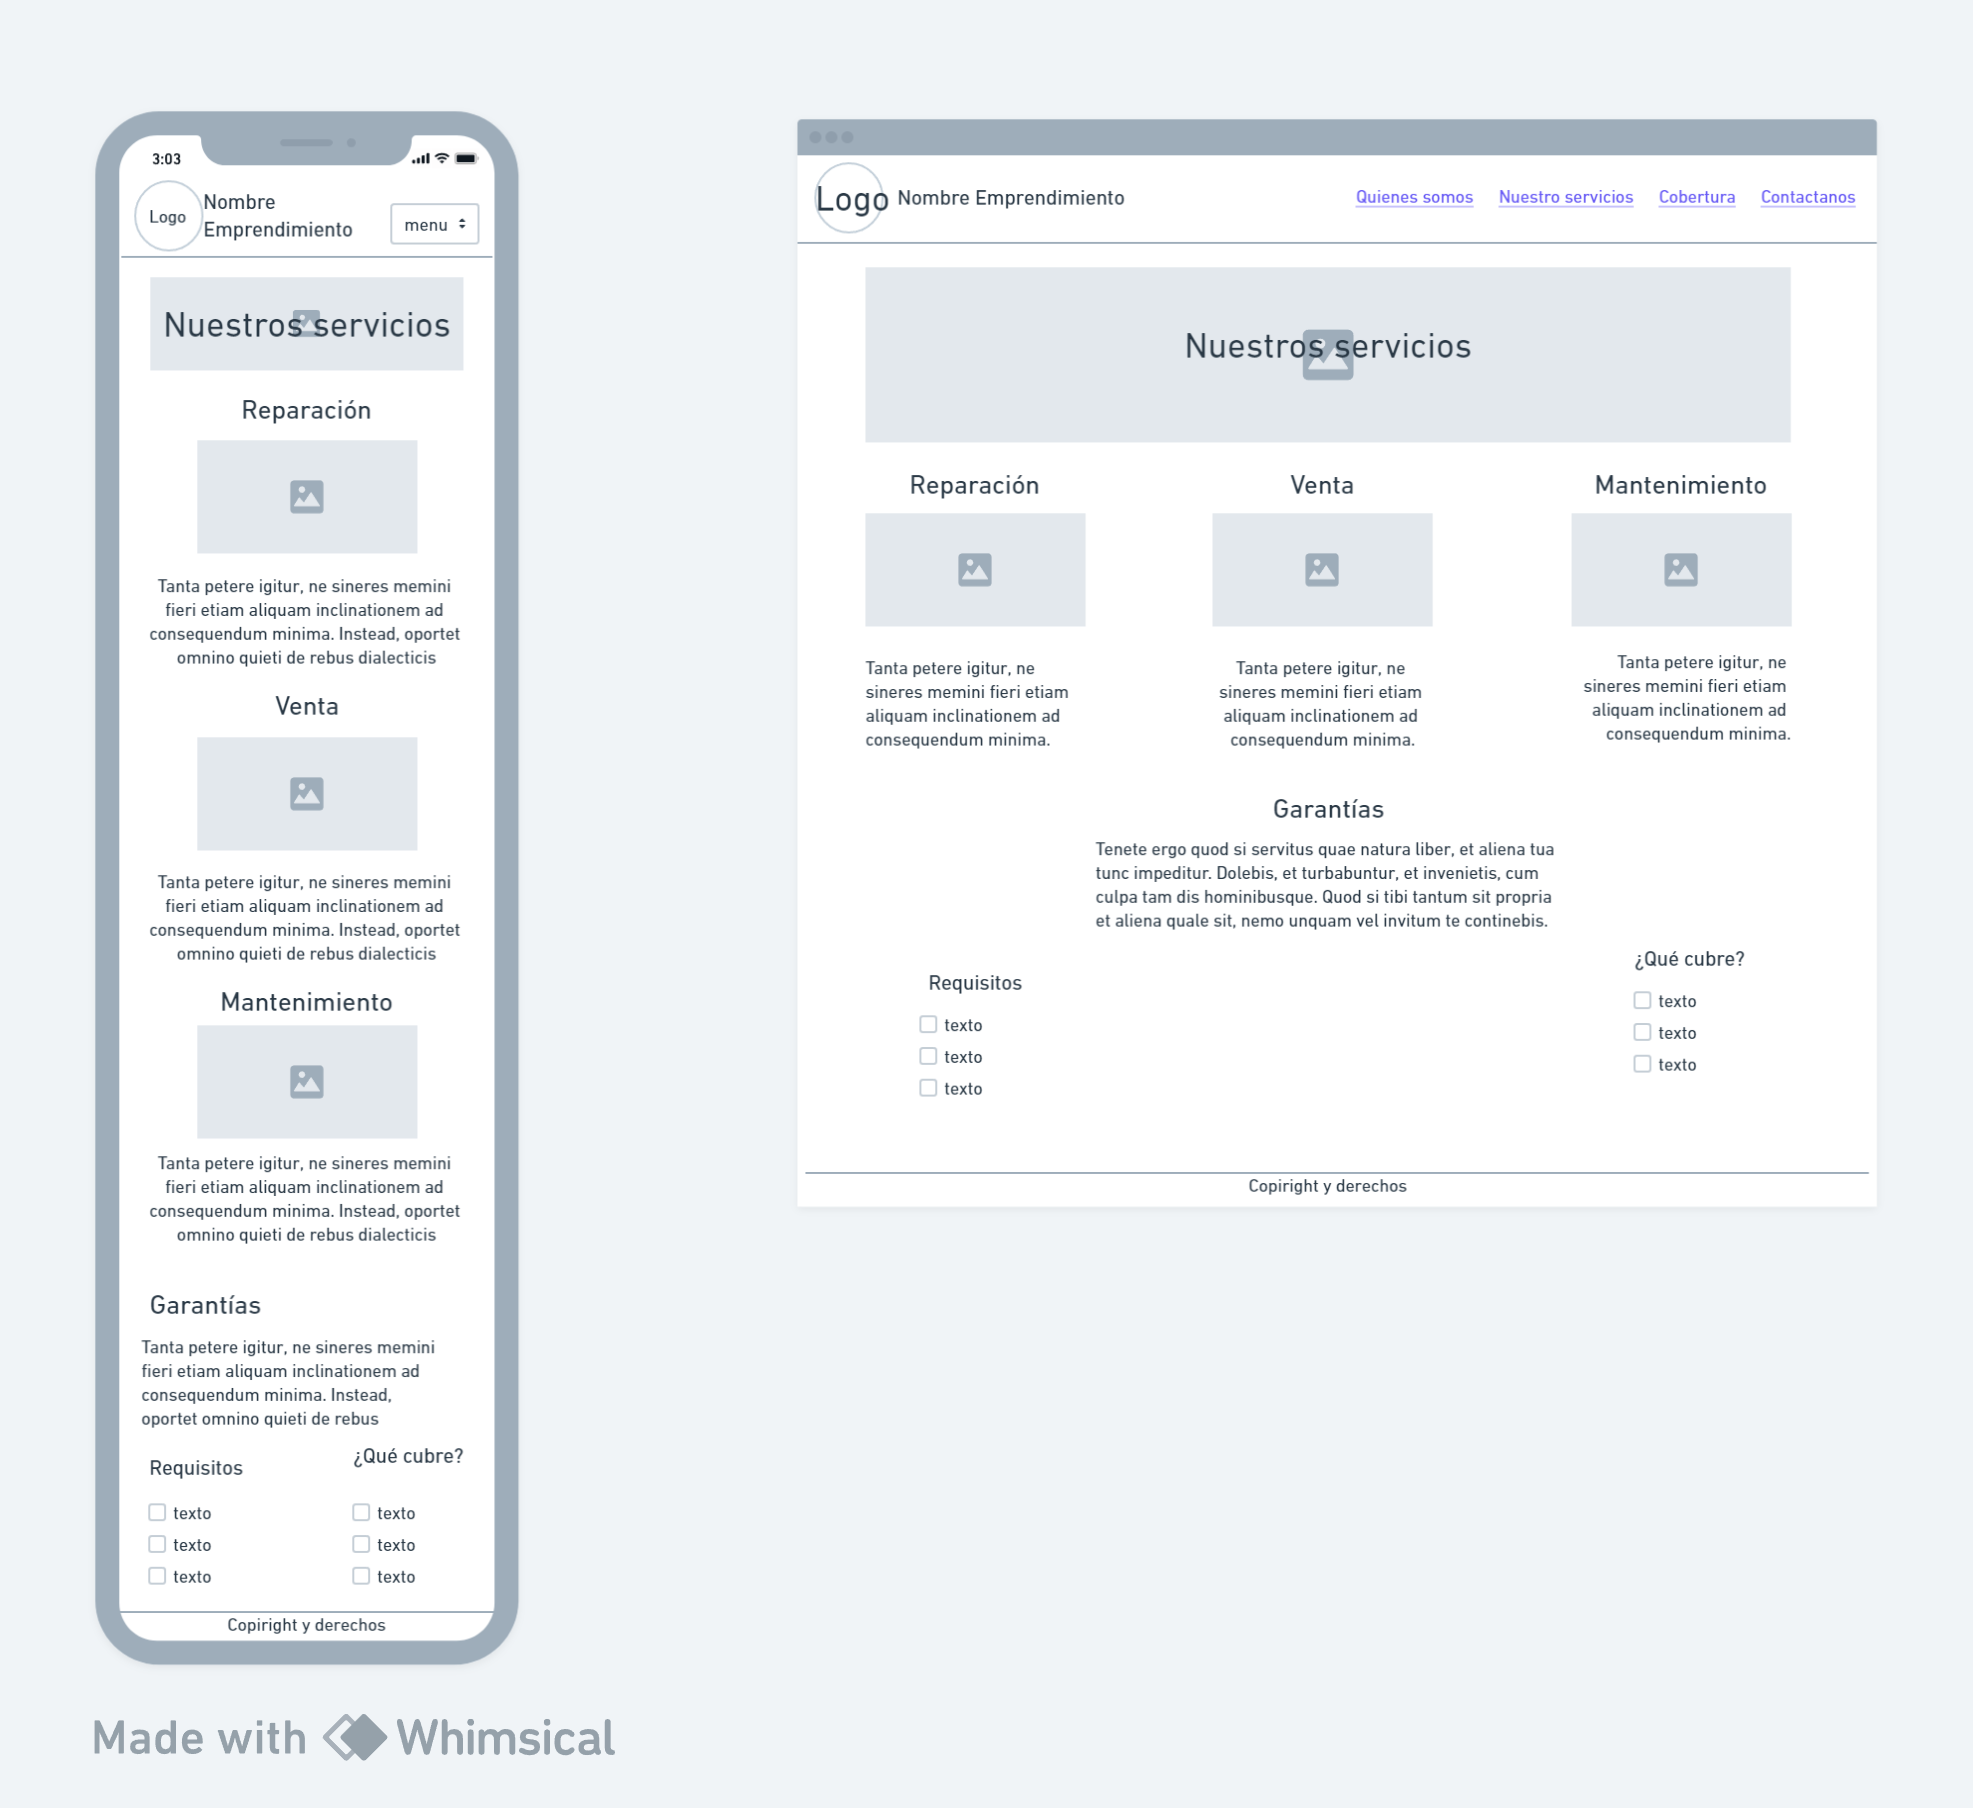 3:03
Logo
Nombre
Emprendimiento
menu
Nuestros servicios
Reparación
Tanta petere igitur, ne sineres memini
fieri etiam aliquam inclinationem ad
consequendum minima. Instead, oportet
omnino quieti de rebus dialecticis
Venta
Tanta petere igitur, ne sineres memini
fieri etiam aliquam inclinationem ad
consequendum minima. Instead, oportet
omnino quieti de rebus dialecticis
Mantenimiento
Tanta petere igitur, ne sineres memini
fieri etiam aliquam inclinationem ad
consequendum minima. Instead, oportet
omnino quieti de rebus dialecticis
Garantías
Tanta petere igitur, ne sineres memini
fieri etiam aliquam inclinationem ad
consequendum minima. Instead,
oportet omnino quieti de rebus
Requisitos
texto
texto
texto
¿Qué cubre?
texto
texto
texto
Copiright y derechos
Logo Nombre Emprendimiento
Quienes somos Nuestro servicios Cobertura Contactanos
Nuestros servicios
Reparación
Tanta petere igitur, ne
sineres memini fieri etiam
aliquam inclinationem ad
consequendum minima.
Venta
Tanta petere igitur, ne
sineres memini fieri etiam
aliquam inclinationem ad
consequendum minima.
Mantenimiento
Tanta petere igitur, ne
sineres memini fieri etiam
aliquam inclinationem ad
consequendum minima.
Garantías
Tenete ergo quod si servitus quae natura liber, et aliena tua
tunc impeditur. Dolebis, et turbabuntur, et invenietis, cum
culpa tam dis hominibusque. Quod si tibi tantum sit propria
et aliena quale sit, nemo unquam vel invitum te continebis.
Requisitos
texto
texto
texto
¿Qué cubre?
texto
texto
texto
Copiright y derechos
Made with Whimsical